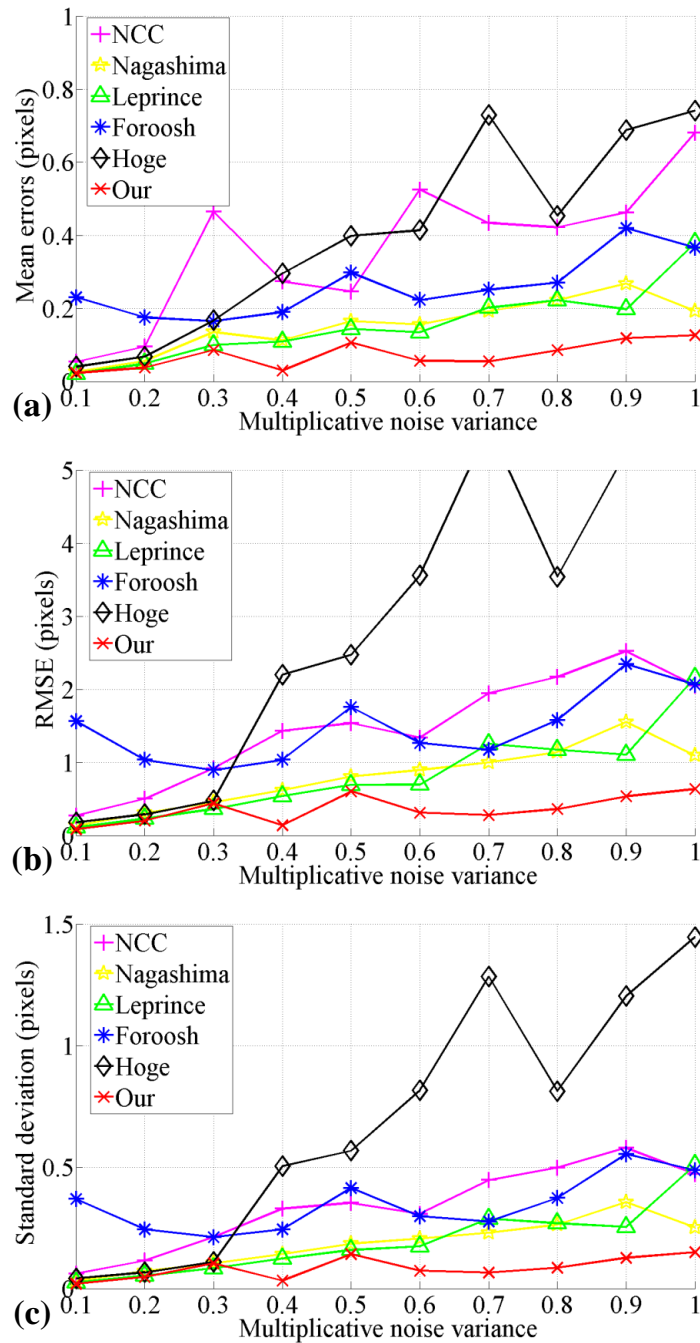 1
0.8
0.6
0.4
0.2
0
Mean errors (pixels)
NCC
Nagashima
Leprince
Foroosh
Hoge
Our
0.1 0.2 0.3 0.4 0.5 0.6 0.7 0.8 0.9 1
Multiplicative noise variance
(a)
5
4
3
2
1
0
RMSE (pixels)
NCC
Nagashima
Leprince
Foroosh
Hoge
Our
0.1 0.2 0.3 0.4 0.5 0.6 0.7 0.8 0.9 1
Multiplicative noise variance
(b)
1.5
1
0.5
0
Standard deviation (pixels)
NCC
Nagashima
Leprince
Foroosh
Hoge
Our
0.1 0.2 0.3 0.4 0.5 0.6 0.7 0.8 0.9 1
Multiplicative noise variance
(c)